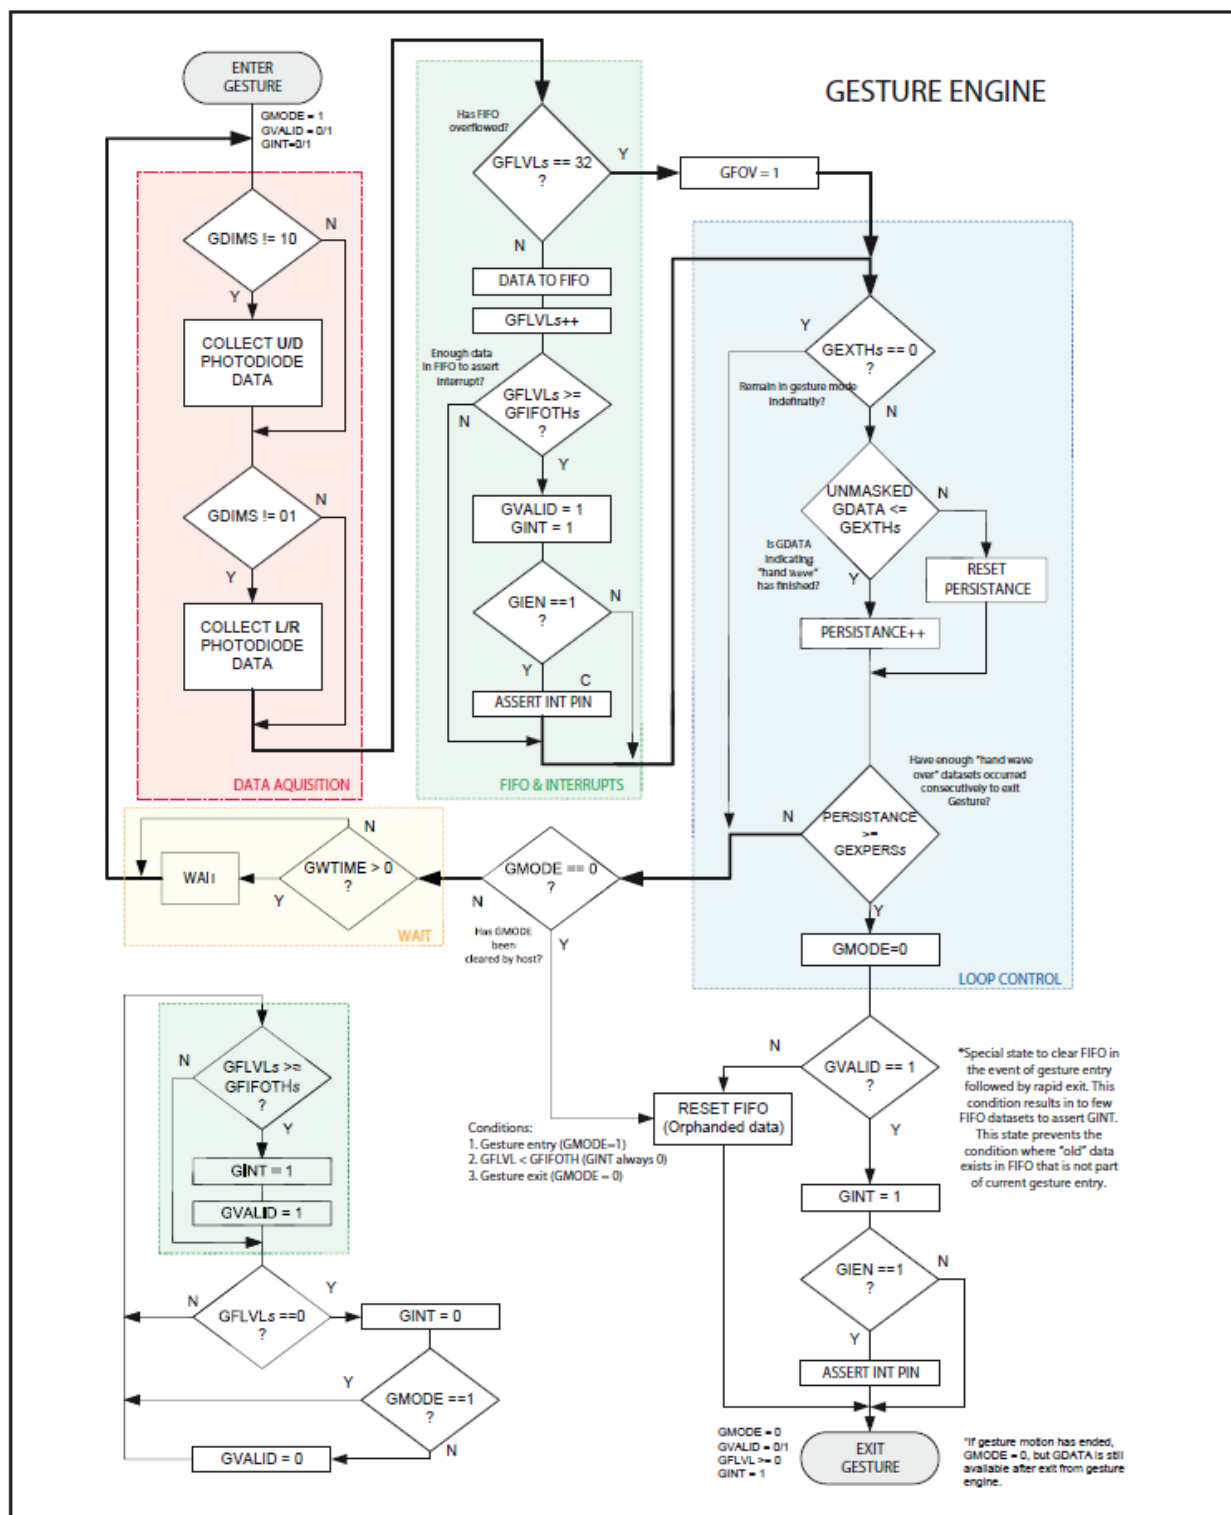 GESTURE ENGINE
ENTER
GESTURE
GMODE = 1
GVALID = 0/1
GINT=0/1
GDIMS != 10
N
Y
COLLECT U/D
PHOTODIODE
DATA
GDIMS != 01
N
Y
COLLECT L/R
PHOTODIODE
DATA
DATA AQUISITION
Has FIFO
overflowed?
GFLVLs == 32
?
Y
N
GFOV = 1
DATA TO FIFO
GFLVLs++
Enough data
in FIFO to assert
interrupt?
GFLVLs >=
GFIFOTHs
?
N
Y
GVALID = 1
GINT = 1
GIEN ==1
?
N
Y
C
ASSERT INT PIN
FIFO & INTERRUPTS
Y
GEXTHs == 0
?
Remain in gesture mode
indefinatly?
N
UNMASKED
GDATA <=
GEXTHs
N
Is GDATA
indicating
"hand wave"
has finished?
Y
RESET
PERSISTANCE
PERSISTANCE++
Have enough "hand wave
over" datasets occurred
consecutively to exit
Gesture?
N
PERSISTANCE
>=
GEXPERSs
Y
GMODE=0
LOOP CONTROL
GMODE == 0
?
N
Has GMODE
been
cleared by host?
Y
N
GWTIME > 0
?
Y
WAIT
WAIT
GFLVLs >=
GFIFOTHs
?
N
Y
GINT = 1
GVALID = 1
N
GFLVLs ==0
?
Y
GINT = 0
Y
GMODE ==1
?
N
GVALID = 0
N
GVALID == 1
?
Y
RESET FIFO
(Orphanded data)
Conditions:
1. Gesture entry (GMODE=1)
2. GFLVL < GFIFOTH (GINT always 0)
3. Gesture exit (GMODE = 0)
*Special state to clear FIFO in
the event of gesture entry
followed by rapid exit. This
condition results in to few
FIFO datasets to assert GINT.
This state prevents the
condition where "old" data
exists in FIFO that is not part
of current gesture entry.
GINT = 1
GIEN ==1
?
N
Y
ASSERT INT PIN
GMODE = 0
GVALID = 0/1
GFLVL >= 0
GINT = 1
EXIT
GESTURE
*If gesture motion has ended,
GMODE = 0, but GDATA is still
available after exit from gesture
engine.